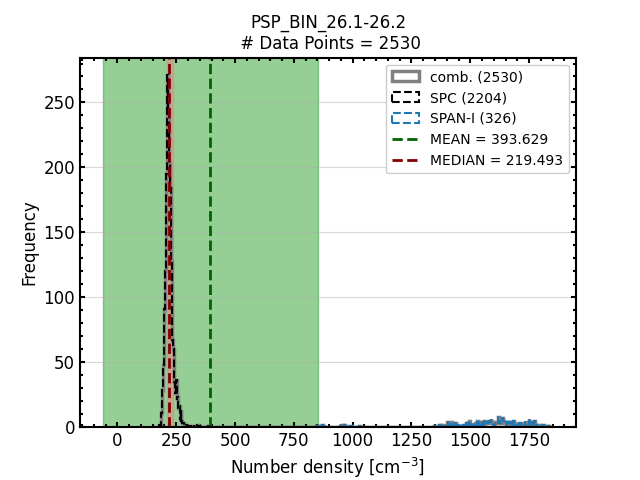 PSP_BIN_26.1-26.2
# Data Points = 2530
comb. (2530)
SPC (2204)
SPAN-I (326)
MEAN = 393.629
MEDIAN = 219.493
Frequency
250
200
150
100
50
0
0 250 500 750 1000 1250 1500 1750
Number density [cm⁻³]